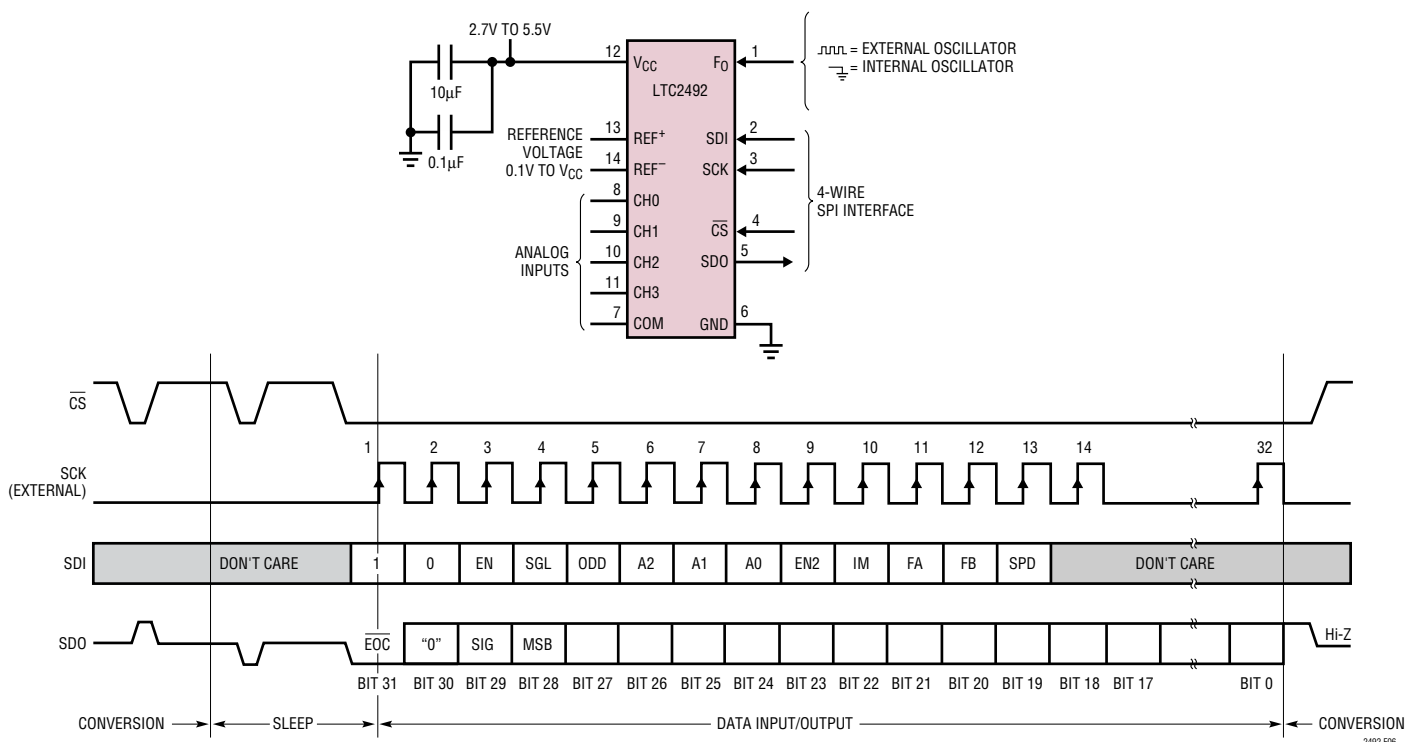 2.7V TO 5.5V
10µF
0.1µF
12 VCC
LTC2492
FO 1
= EXTERNAL OSCILLATOR
= INTERNAL OSCILLATOR
REFERENCE
VOLTAGE
0.1V TO VCC
13 REF+
14 REF–
ANALOG
INPUTS
8 CH0
9 CH1
10 CH2
11 CH3
7 COM
SDI 2
SCK 3
CS 4
SDO 5
GND 6
4-WIRE
SPI INTERFACE
CS
SCK
(EXTERNAL)
1 2 3 4 5 6 7 8 9 10 11 12 13 14 32
SDI DON'T CARE 1 0 EN SGL ODD A2 A1 A0 EN2 IM FA FB SPD DON'T CARE
SDO EOC "0" SIG MSB Hi-Z
BIT 31 BIT 30 BIT 29 BIT 28 BIT 27 BIT 26 BIT 25 BIT 24 BIT 23 BIT 22 BIT 21 BIT 20 BIT 19 BIT 18 BIT 17 BIT 0
CONVERSION SLEEP DATA INPUT/OUTPUT CONVERSION
2492 F06